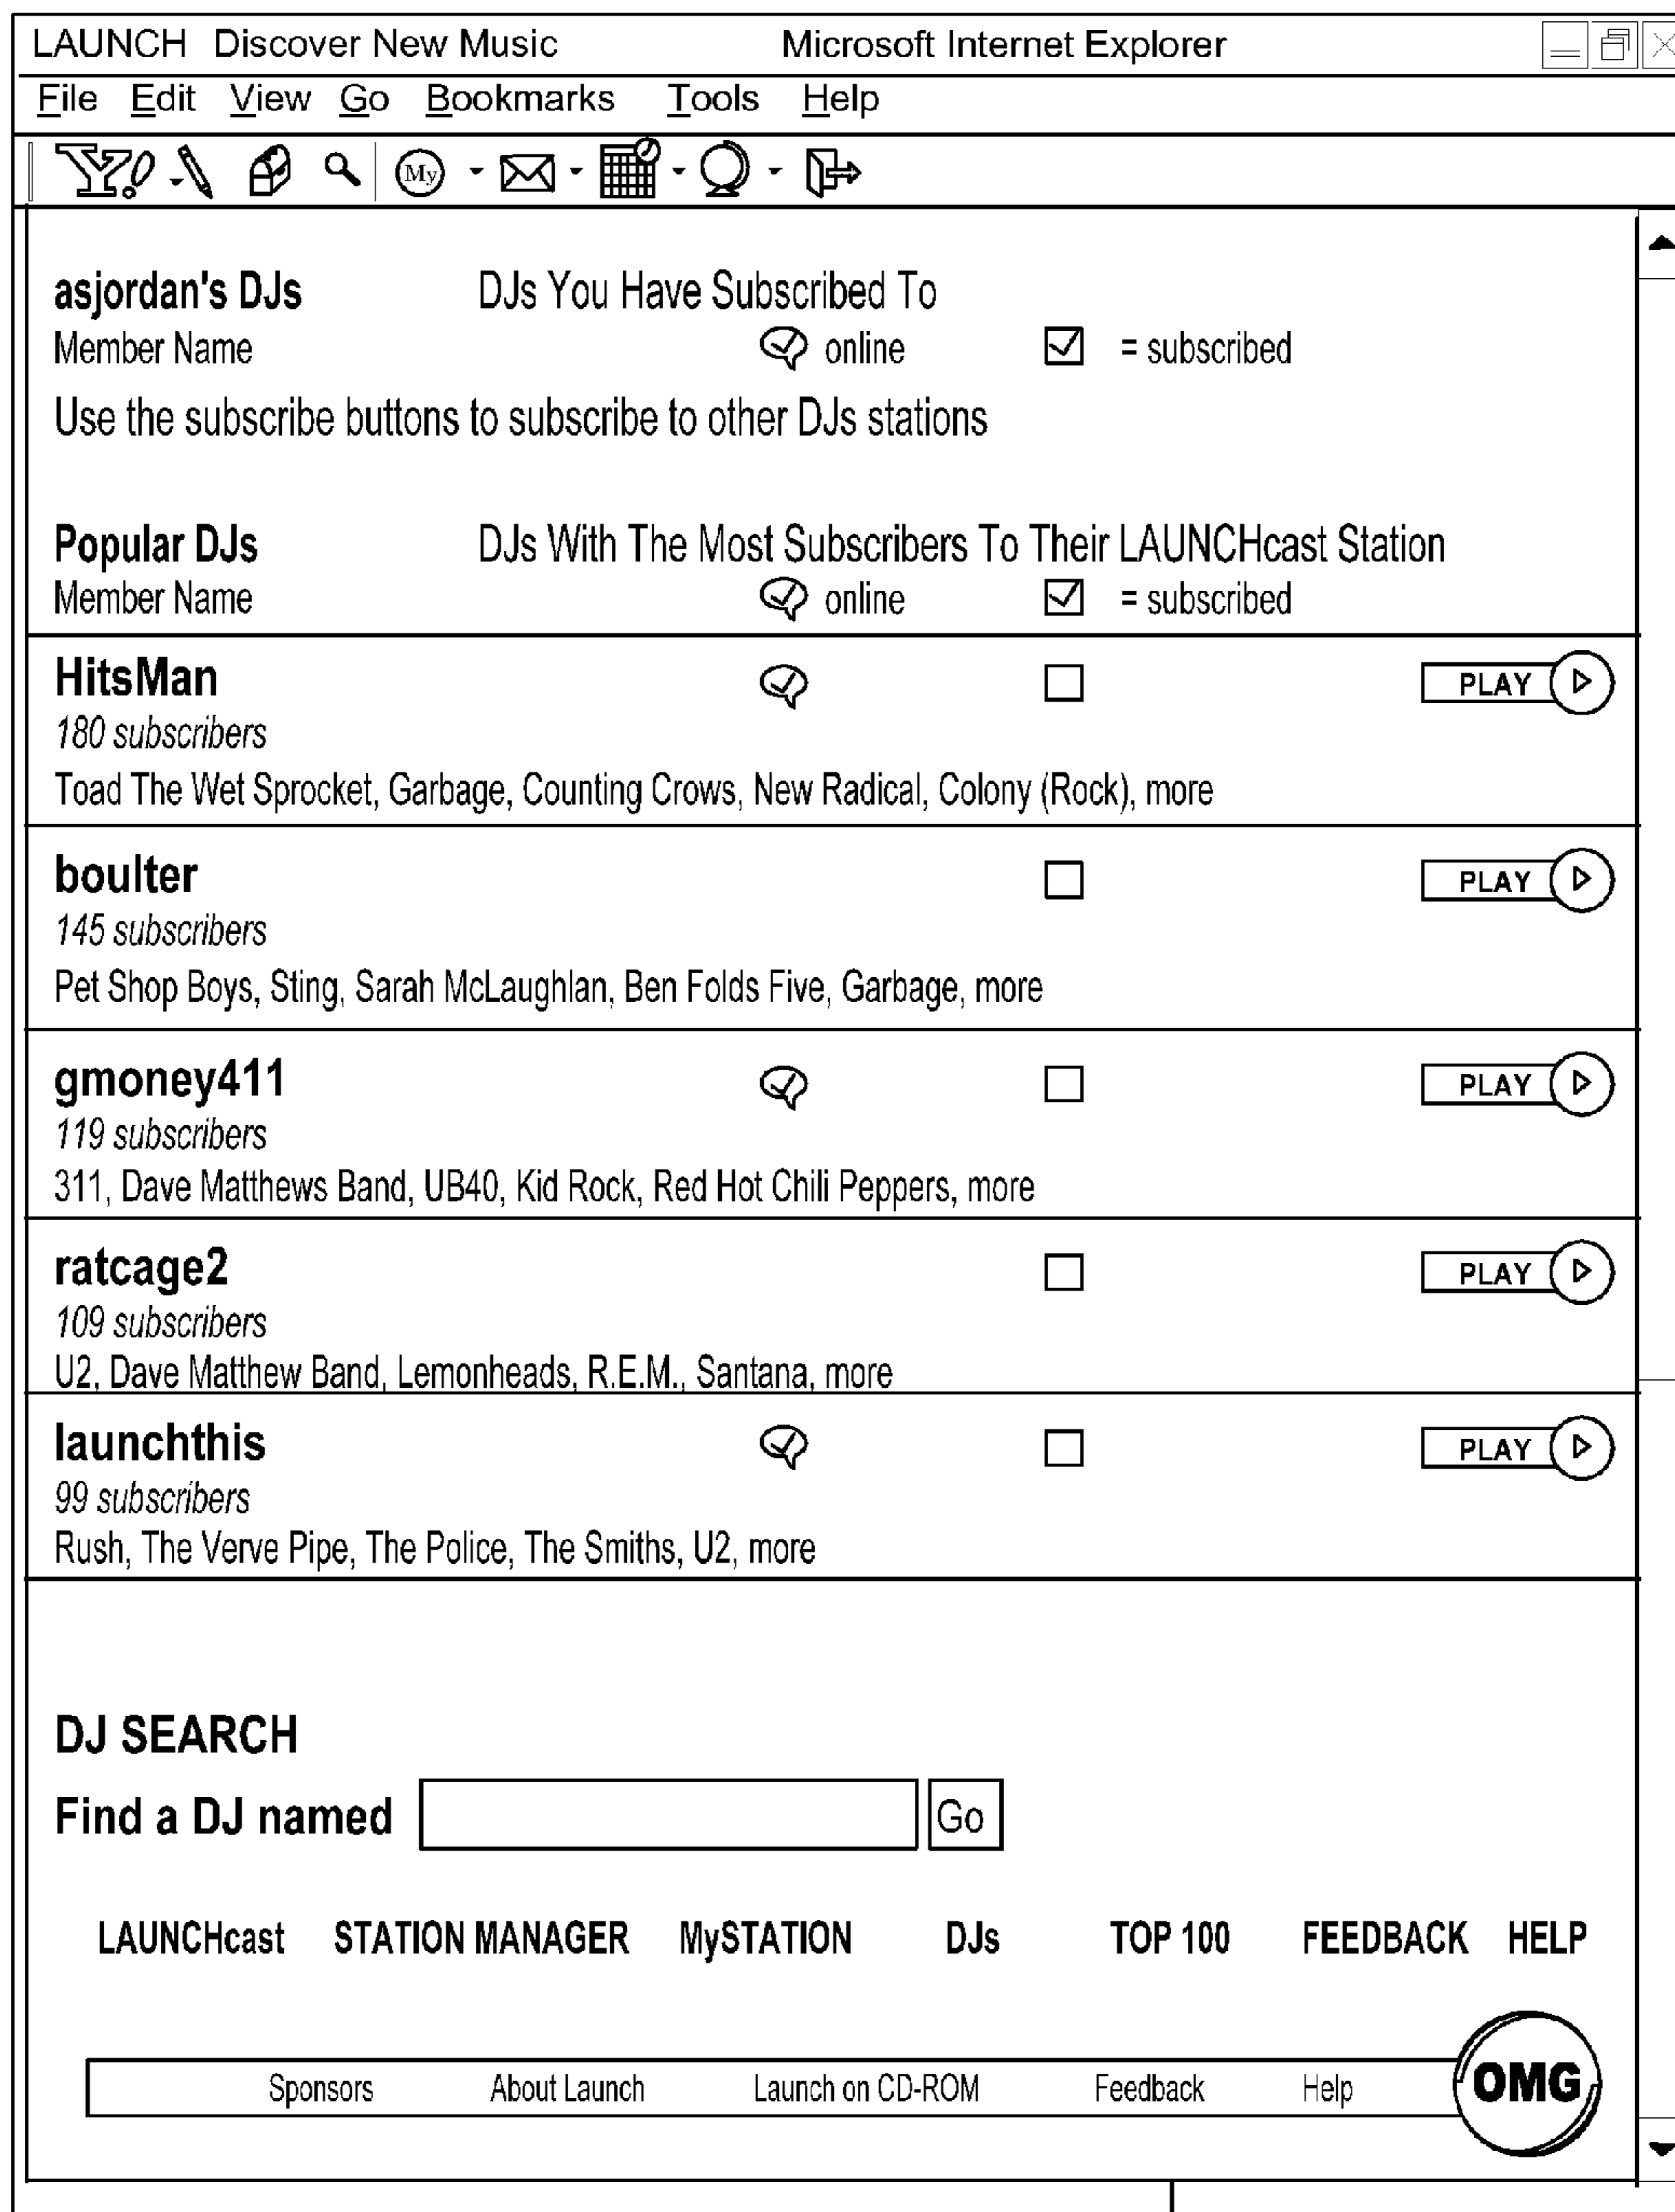 LAUNCH Discover New Music Microsoft Internet Explorer
File Edit View Go Bookmarks Tools Help
Y! My
asjordan's DJs DJs You Have Subscribed To
Member Name online = subscribed
Use the subscribe buttons to subscribe to other DJs stations
Popular DJs DJs With The Most Subscribers To Their LAUNCHcast Station
Member Name online = subscribed
HitsMan PLAY
180 subscribers
Toad The Wet Sprocket, Garbage, Counting Crows, New Radical, Colony (Rock), more
boulter PLAY
145 subscribers
Pet Shop Boys, Sting, Sarah McLaughlan, Ben Folds Five, Garbage, more
gmoney411 PLAY
119 subscribers
311, Dave Matthews Band, UB40, Kid Rock, Red Hot Chili Peppers, more
ratcage2 PLAY
109 subscribers
U2, Dave Matthew Band, Lemonheads, R.E.M., Santana, more
launchthis PLAY
99 subscribers
Rush, The Verve Pipe, The Police, The Smiths, U2, more
DJ SEARCH
Find a DJ named Go
LAUNCHcast STATION MANAGER MySTATION DJs TOP 100 FEEDBACK HELP
Sponsors About Launch Launch on CD-ROM Feedback Help OMG